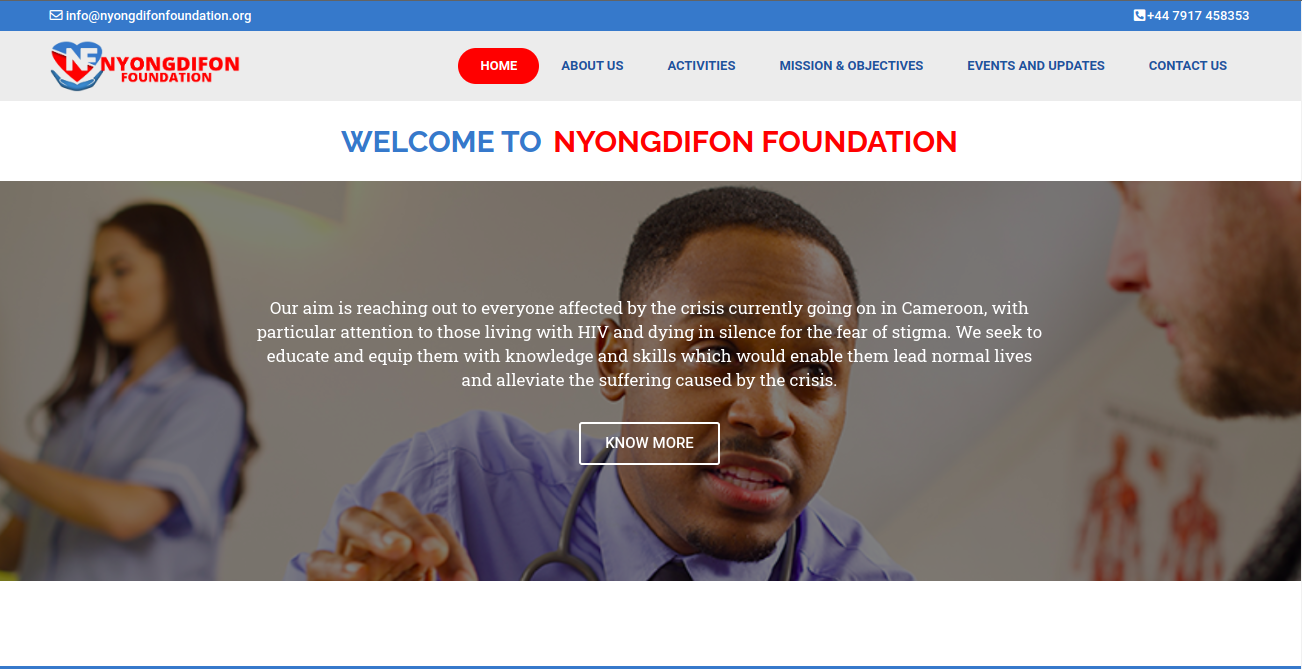 info@nyongdifonfoundation.org
+44 7917 458353
NF
NYONGDIFON
FOUNDATION
HOME
ABOUT US
ACTIVITIES
MISSION & OBJECTIVES
EVENTS AND UPDATES
CONTACT US
WELCOME TO NYONGDIFON FOUNDATION
Our aim is reaching out to everyone affected by the crisis currently going on in Cameroon, with
particular attention to those living with HIV and dying in silence for the fear of stigma. We seek to
educate and equip them with knowledge and skills which would enable them lead normal lives
and alleviate the suffering caused by the crisis.
KNOW MORE